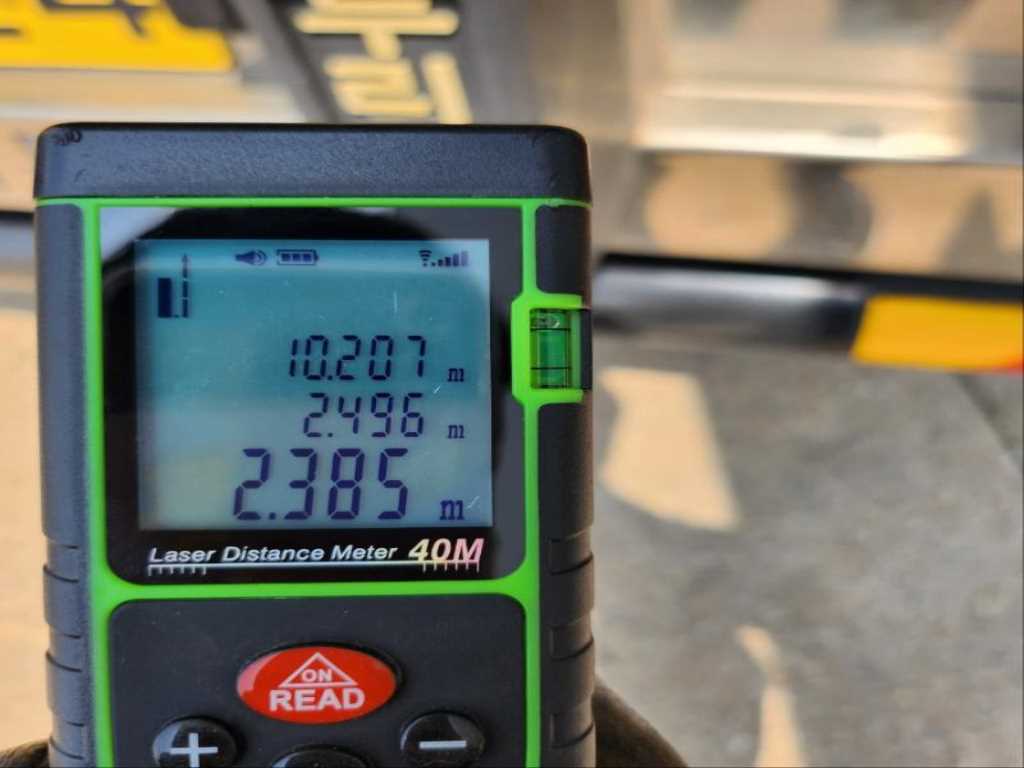 10.207 m
2.496 m
2.385 m
Laser Distance Meter 40M
ON
READ
+ −